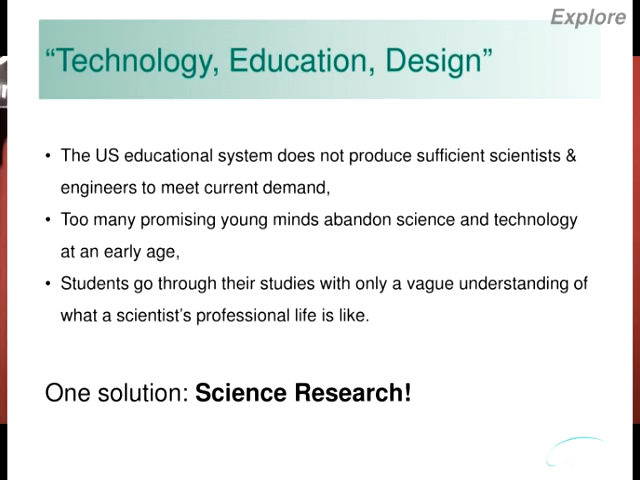 Explore
“Technology, Education, Design”
• The US educational system does not produce sufficient scientists &
engineers to meet current demand,
• Too many promising young minds abandon science and technology
at an early age,
• Students go through their studies with only a vague understanding of
what a scientist’s professional life is like.
One solution: Science Research!